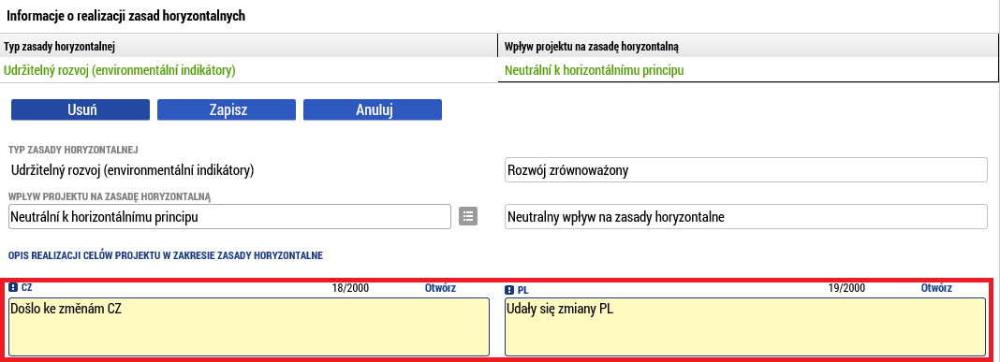 Informacje o realizacji zasad horyzontalnych
Typ zasady horyzontalnej Wpływ projektu na zasadę horyzontalną
Udržitelný rozvoj (environmentální indikátory) Neutrální k horizontálnímu principu
Usuń Zapisz Anuluj
TYP ZASADY HORYZONTALNEJ
Udržitelný rozvoj (environmentální indikátory) Rozwój zrównoważony
WPŁYW PROJEKTU NA ZASADĘ HORYZONTALNĄ
Neutrální k horizontálnímu principu Neutralny wpływ na zasady horyzontalne
OPIS REALIZACJI CELÓW PROJEKTU W ZAKRESIE ZASADY HORYZONTALNE
CZ 18/2000 Otwórz PL 19/2000 Otwórz
Došlo ke změnám CZ Udały się zmiany PL